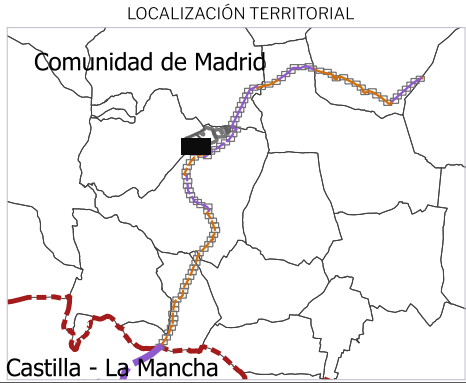 LOCALIZACIÓN TERRITORIAL
Comunidad de Madrid
Castilla - La Mancha